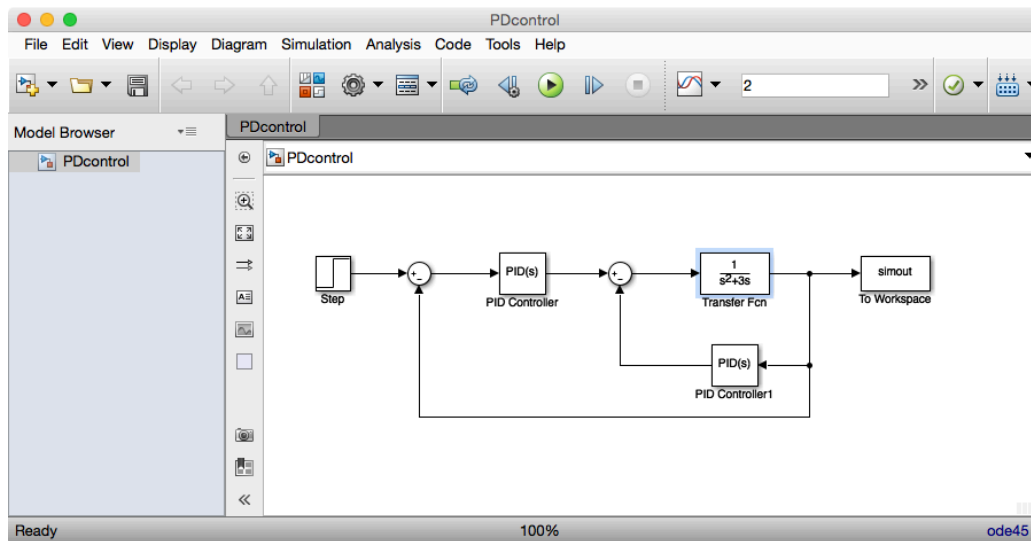 PDcontrol
File Edit View Display Diagram Simulation Analysis Code Tools Help
2
Model Browser
PDcontrol
PDcontrol
PDcontrol
Step
PID(s)
PID Controller
1
s²+3s
Transfer Fcn
simout
To Workspace
PID(s)
PID Controller1
Ready 100% ode45